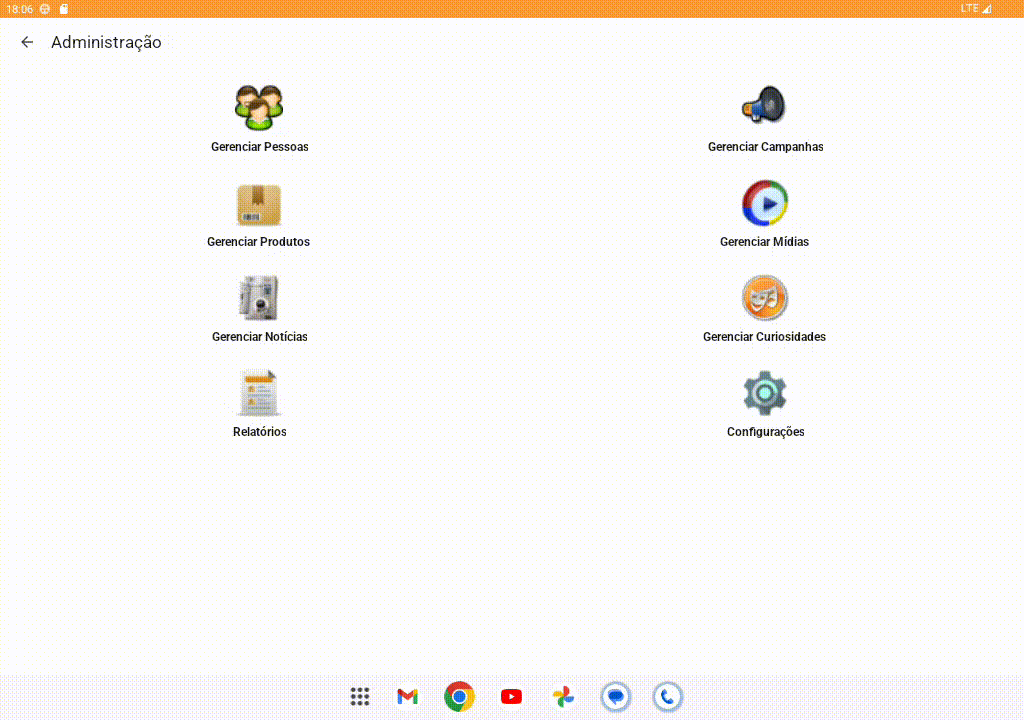 18:06 LTE
Administração
Gerenciar Pessoas Gerenciar Campanhas
Gerenciar Produtos Gerenciar Mídias
Gerenciar Notícias Gerenciar Curiosidades
Relatórios Configurações